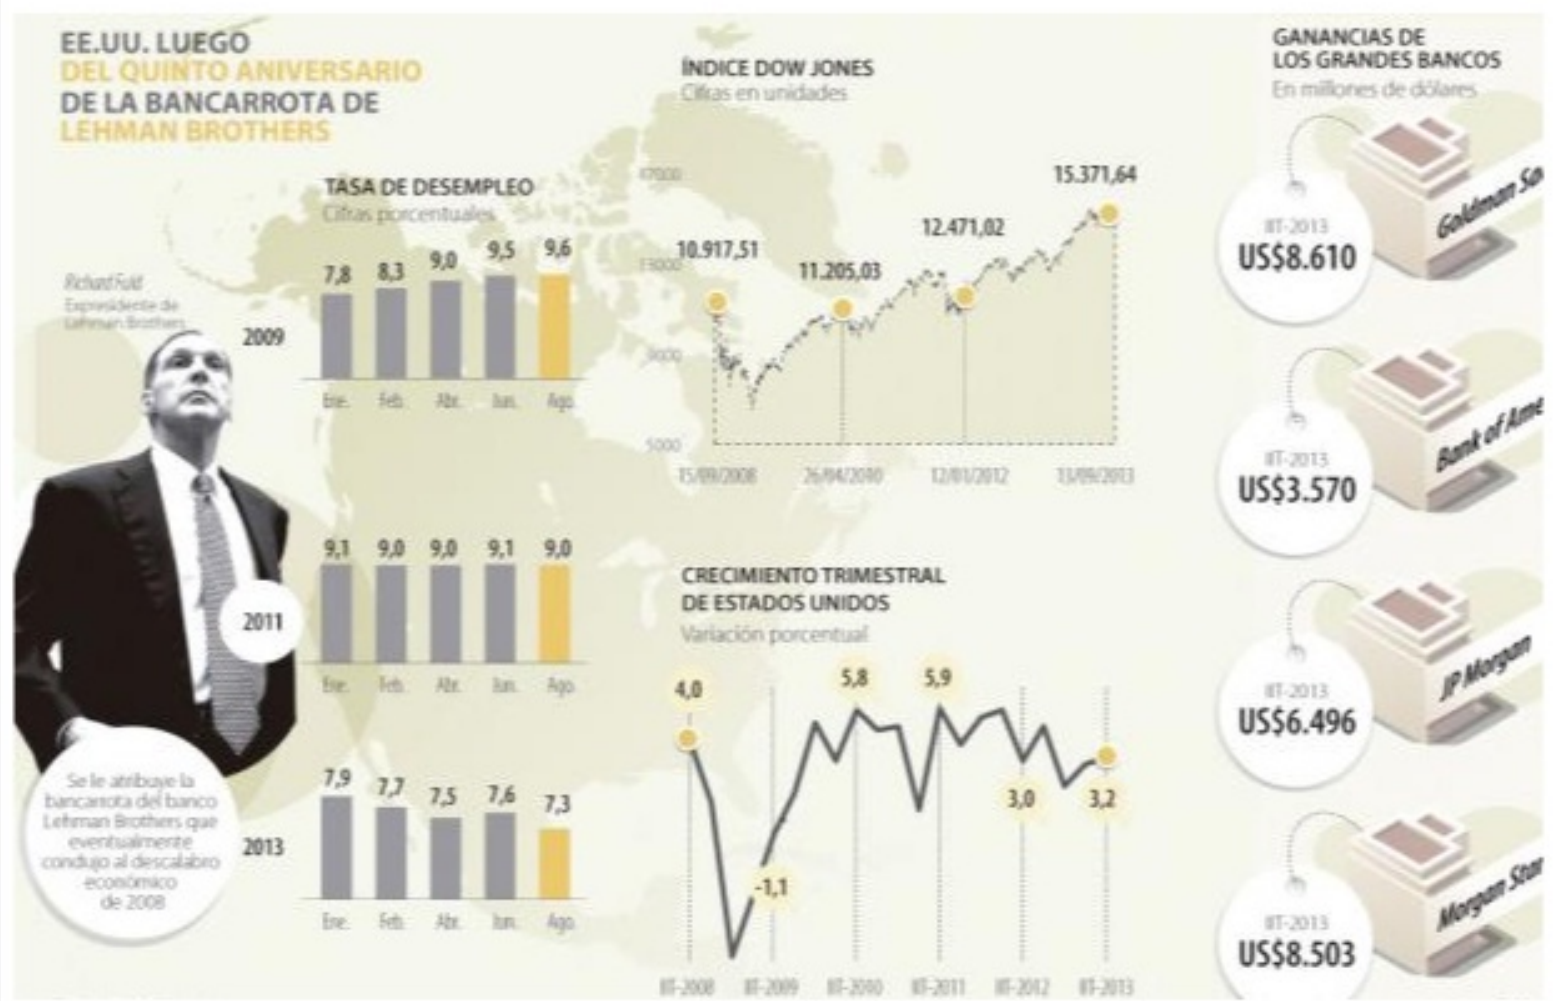 EE.UU. LUEGO
DEL QUINTO ANIVERSARIO
DE LA BANCARROTA DE
LEHMAN BROTHERS
Richard Fuld
Expresidente de
Lehman Brothers
Se le atribuye la
bancarrota del banco
Lehman Brothers que
eventualmente
condujo al descalabro
económico
de 2008
TASA DE DESEMPLEO
Cifras porcentuales
2009
7,8 8,3 9,0 9,5 9,6
Ene. Feb. Abr. Jun. Ago.
2011
9,1 9,0 9,0 9,1 9,0
Ene. Feb. Abr. Jun. Ago.
2013
7,9 7,7 7,5 7,6 7,3
Ene. Feb. Abr. Jun. Ago.
ÍNDICE DOW JONES
Cifras en unidades
17000
13000
9000
5000
10.917,51
11.205,03
12.471,02
15.371,64
15/09/2008 26/04/2010 12/01/2012 13/09/2013
CRECIMIENTO TRIMESTRAL
DE ESTADOS UNIDOS
Variación porcentual
4,0 -1,1 5,8 5,9 3,0 3,2
IIT-2008 IIT-2009 IIT-2010 IIT-2011 IIT-2012 IIT-2013
GANANCIAS DE
LOS GRANDES BANCOS
En millones de dólares
IIT-2013
US$8.610
Goldman Sa
IIT-2013
US$3.570
Bank of Ame
IIT-2013
US$6.496
JP Morgan
IIT-2013
US$8.503
Morgan Stan